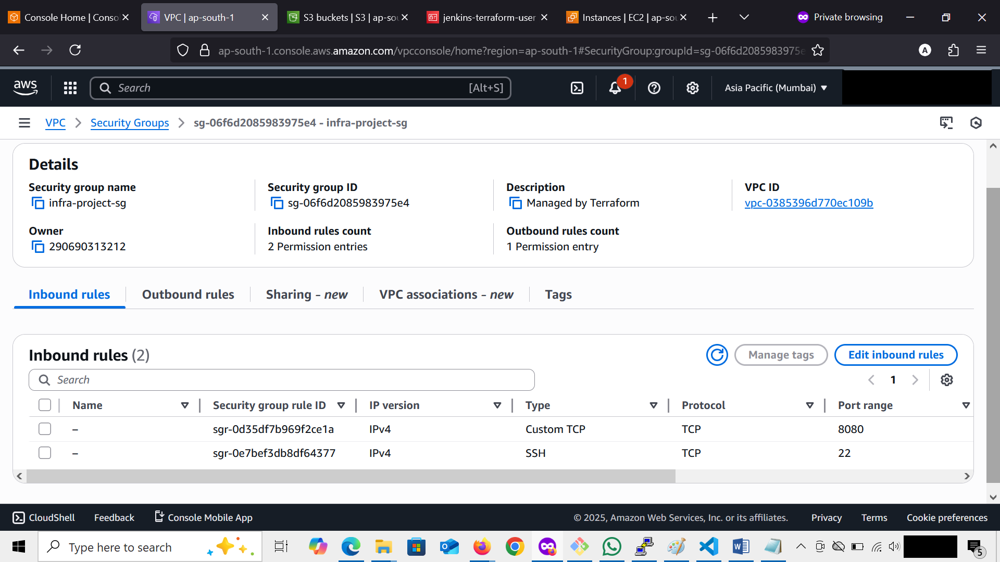 Console Home | Conso
VPC | ap-south-1
S3 buckets | S3 | ap-sou
jenkins-terraform-user
Instances | EC2 | ap-sou
Private browsing
ap-south-1.console.aws.amazon.com/vpcconsole/home?region=ap-south-1#SecurityGroup:groupId=sg-06f6d2085983975e
A
aws
Search
[Alt+S]
1
Asia Pacific (Mumbai)
VPC
Security Groups
sg-06f6d2085983975e4 - infra-project-sg
Details
Security group name
infra-project-sg
Security group ID
sg-06f6d2085983975e4
Description
Managed by Terraform
VPC ID
vpc-0385396d770ec109b
Owner
290690313212
Inbound rules count
2 Permission entries
Outbound rules count
1 Permission entry
Inbound rules
Outbound rules
Sharing - new
VPC associations - new
Tags
Inbound rules (2)
Manage tags
Edit inbound rules
Search
1
Name
Security group rule ID
IP version
Type
Protocol
Port range
– sgr-0d35df7b969f2ce1a IPv4 Custom TCP TCP 8080
– sgr-0e7bef3db8df64377 IPv4 SSH TCP 22
CloudShell
Feedback
Console Mobile App
© 2025, Amazon Web Services, Inc. or its affiliates.
Privacy
Terms
Cookie preferences
Type here to search
5